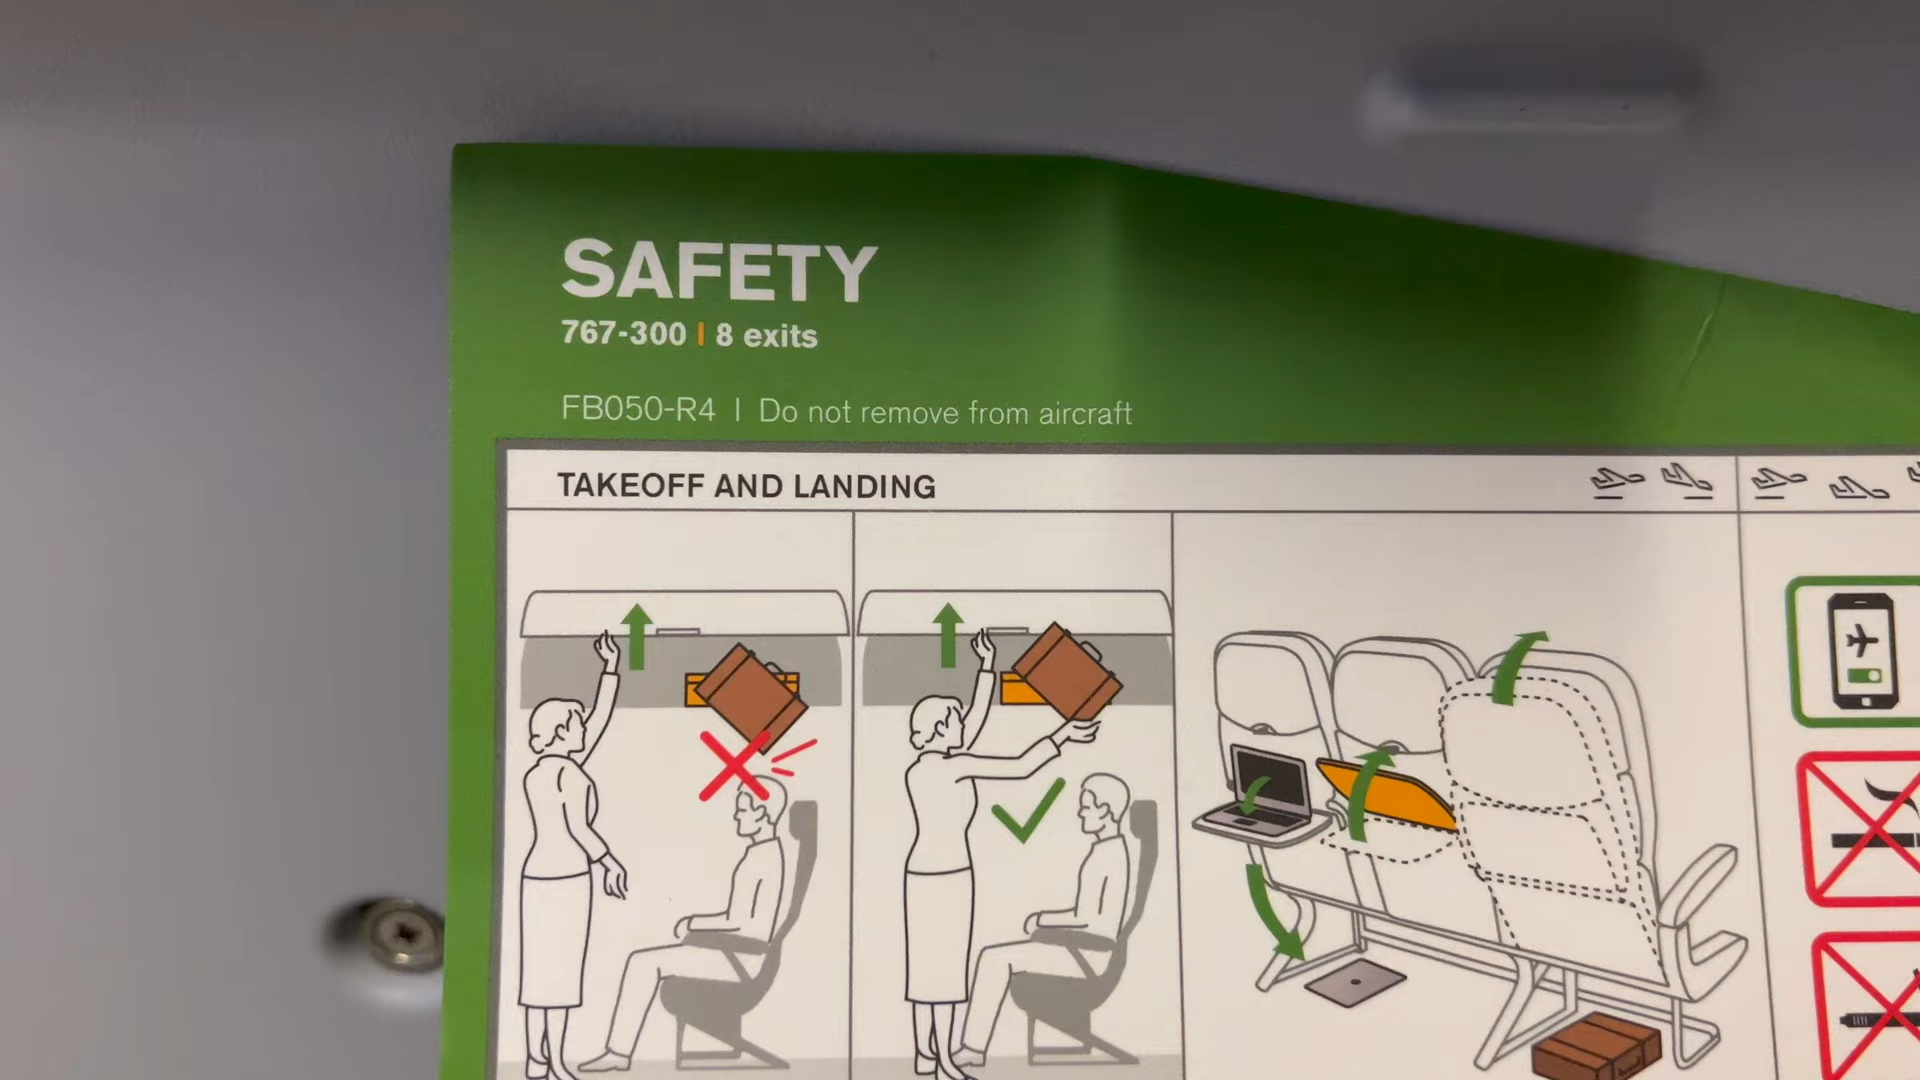 SAFETY
767-300 | 8 exits
FB050-R4 | Do not remove from aircraft
TAKEOFF AND LANDING